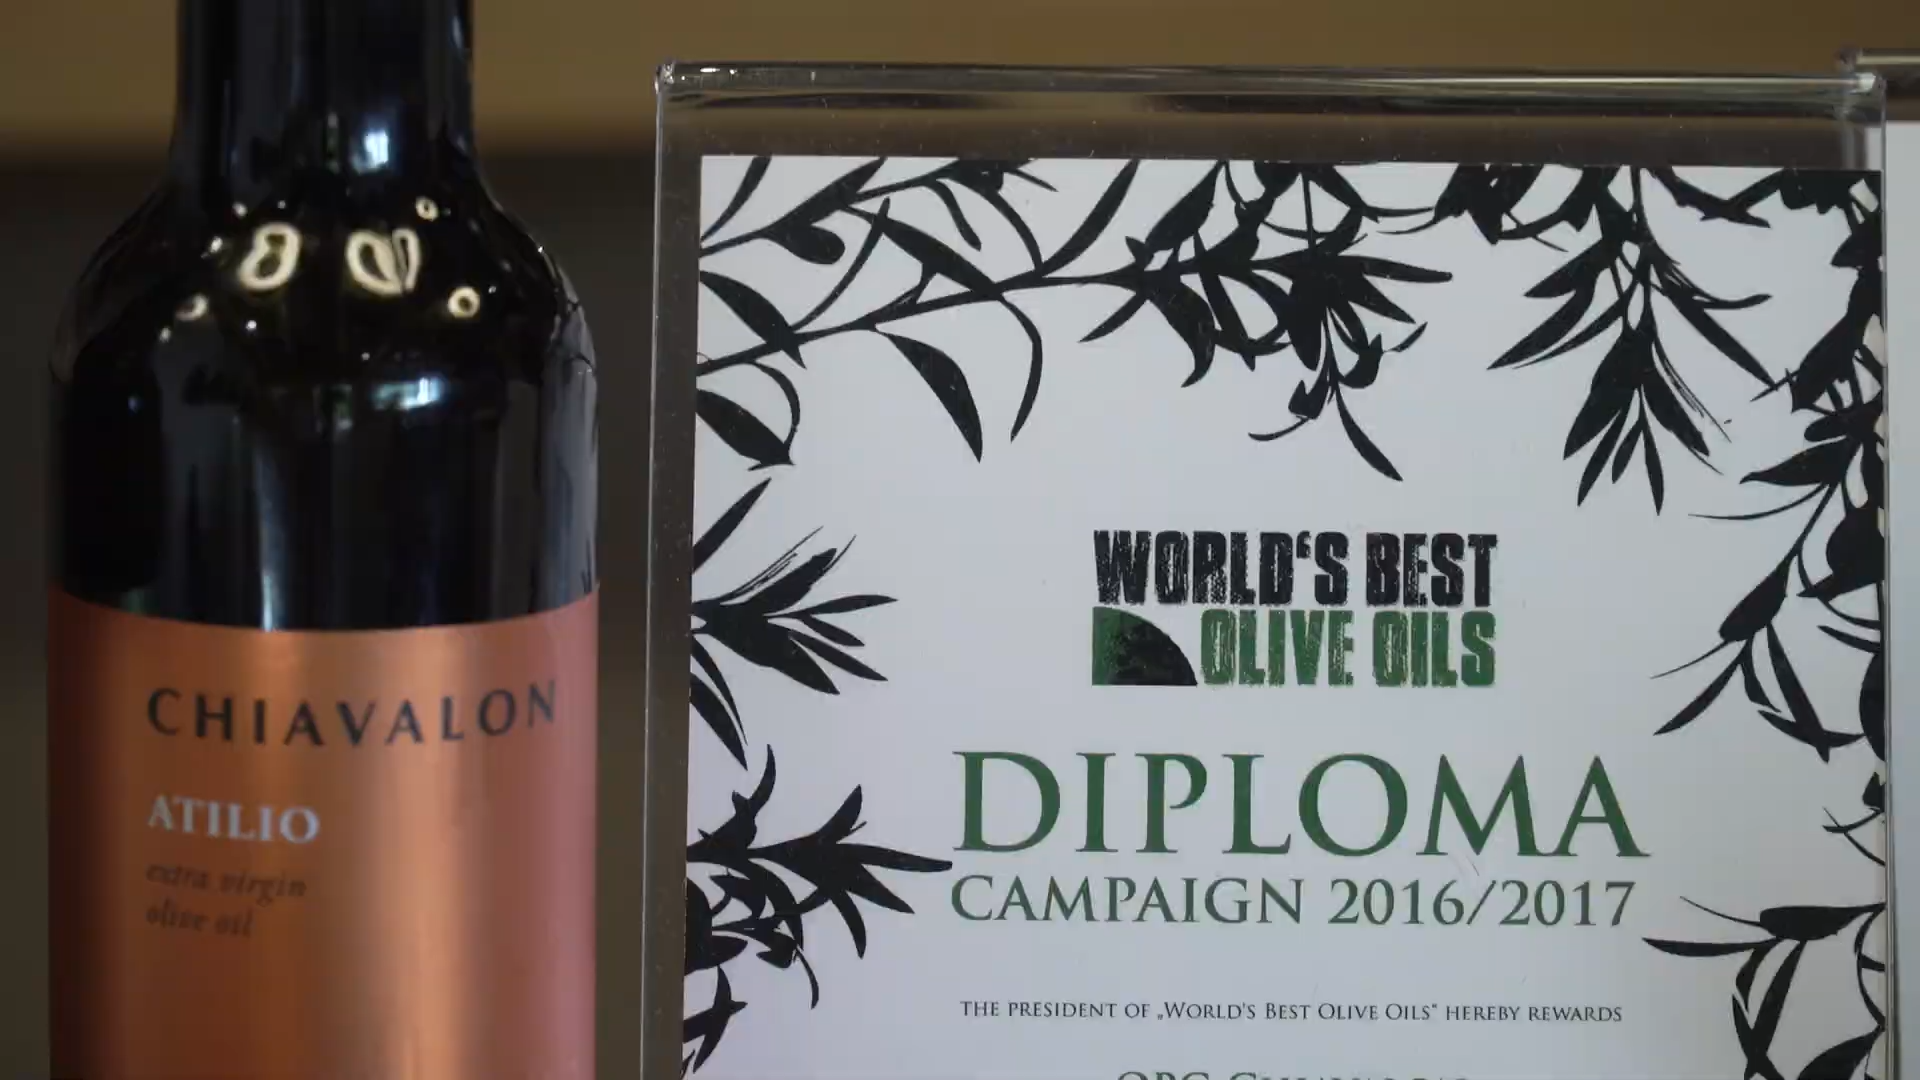 CHIAVALON
ATILIO
extra virgin
olive oil
WORLD'S BEST
OLIVE OILS
DIPLOMA
CAMPAIGN 2016/2017
THE PRESIDENT OF „WORLD'S BEST OLIVE OILS" HEREBY REWARDS